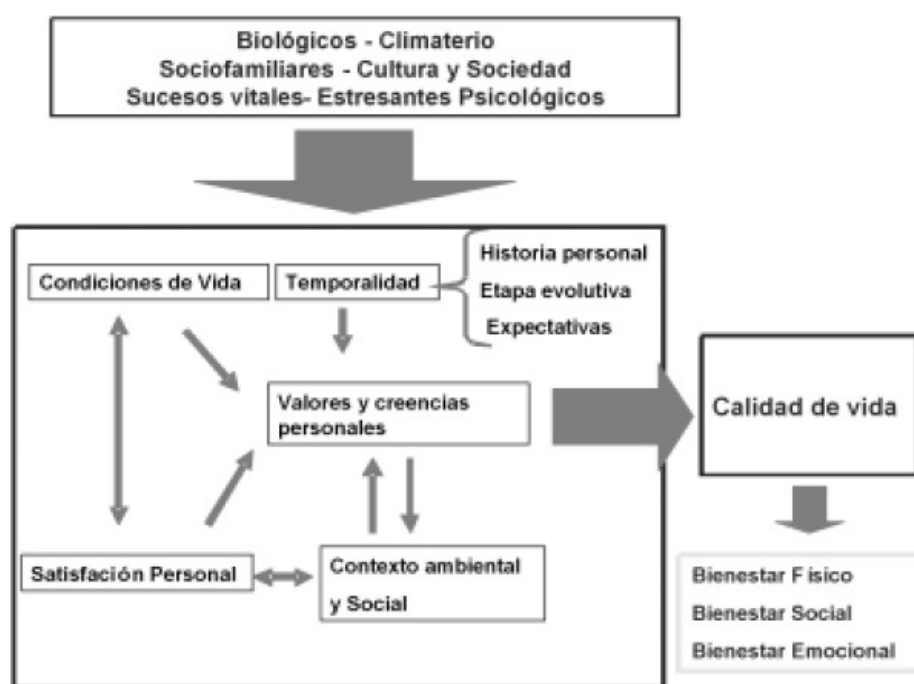 Biológicos - Climaterio
Sociofamiliares - Cultura y Sociedad
Sucesos vitales- Estresantes Psicológicos
Condiciones de Vida
Temporalidad
Historia personal
Etapa evolutiva
Expectativas
Valores y creencias
personales
Calidad de vida
Satisfacción Personal
Contexto ambiental
y Social
Bienestar Físico
Bienestar Social
Bienestar Emocional